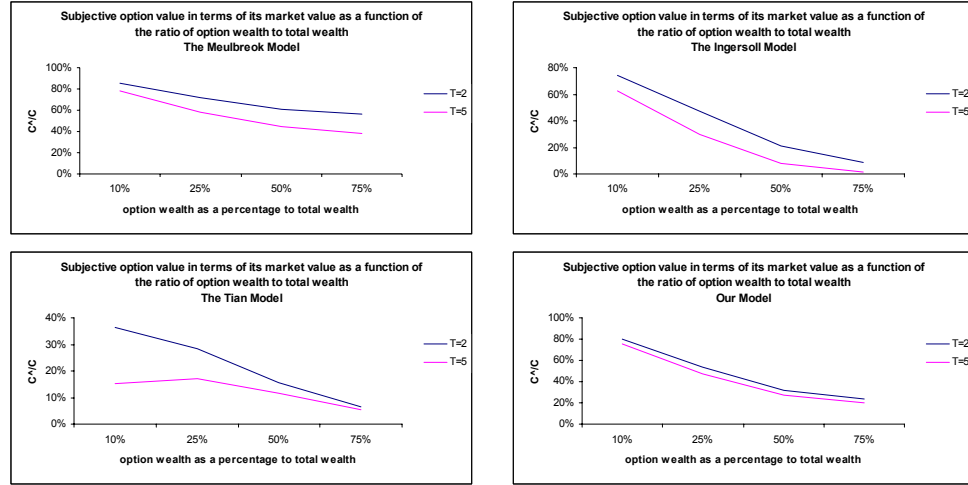 Subjective option value in terms of its market value as a function of
the ratio of option wealth to total wealth
The Meulbreok Model
100%
80%
60%
40%
20%
0%
C^/C
10% 25% 50% 75%
option wealth as a percentage to total wealth
T=2
T=5
Subjective option value in terms of its market value as a function of
the ratio of option wealth to total wealth
The Ingersoll Model
80%
60%
40%
20%
0%
C^/C
10% 25% 50% 75%
option wealth as a percentage to total wealth
T=2
T=5
Subjective option value in terms of its market value as a function of
the ratio of option wealth to total wealth
The Tian Model
40%
30%
20%
10%
0%
C^/C
10% 25% 50% 75%
option wealth as a percentage to total wealth
T=2
T=5
Subjective option value in terms of its market value as a function of
the ratio of option wealth to total wealth
Our Model
100%
80%
60%
40%
20%
0%
C^/C
10% 25% 50% 75%
option wealth as a percentage to total wealth
T=2
T=5